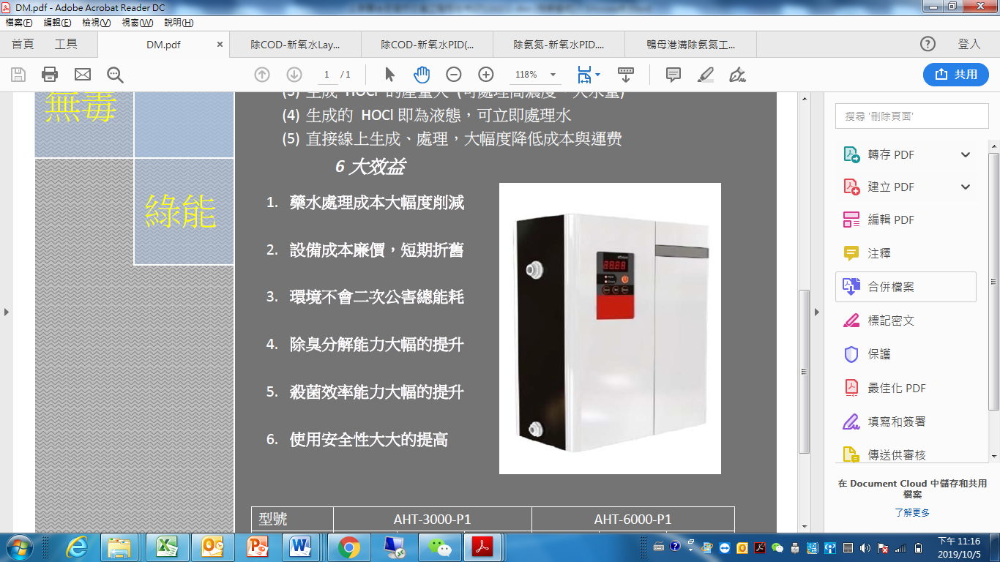 DM.pdf - Adobe Acrobat Reader DC
檔案(F) 編輯(E) 檢視(V) 視窗(W) 說明(H)
首頁 工具 DM.pdf × 除COD-新氧水Lay... 除COD-新氧水PID(... 除氨氮-新氧水PID.... 鴨母港溝除氨氮工... 登入
1 / 1 118% 共用
無毒
(3) 生成 HOCl 的產量大 (可處理高濃度、大水量)
(4) 生成的 HOCl 即為液態，可立即處理水
(5) 直接線上生成、處理，大幅度降低成本與運费
6 大效益
綠能
1. 藥水處理成本大幅度削減
2. 設備成本廉價，短期折舊
3. 環境不會二次公害總能耗
4. 除臭分解能力大幅的提升
5. 殺菌效率能力大幅的提升
6. 使用安全性大大的提高
型號 AHT-3000-P1 AHT-6000-P1
搜尋 '刪除頁面'
轉存 PDF
建立 PDF
編輯 PDF
注釋
合併檔案
標記密文
保護
最佳化 PDF
填寫和簽署
傳送供審核
在 Document Cloud 中儲存和共用
檔案
了解更多
下午 11:16
2019/10/5